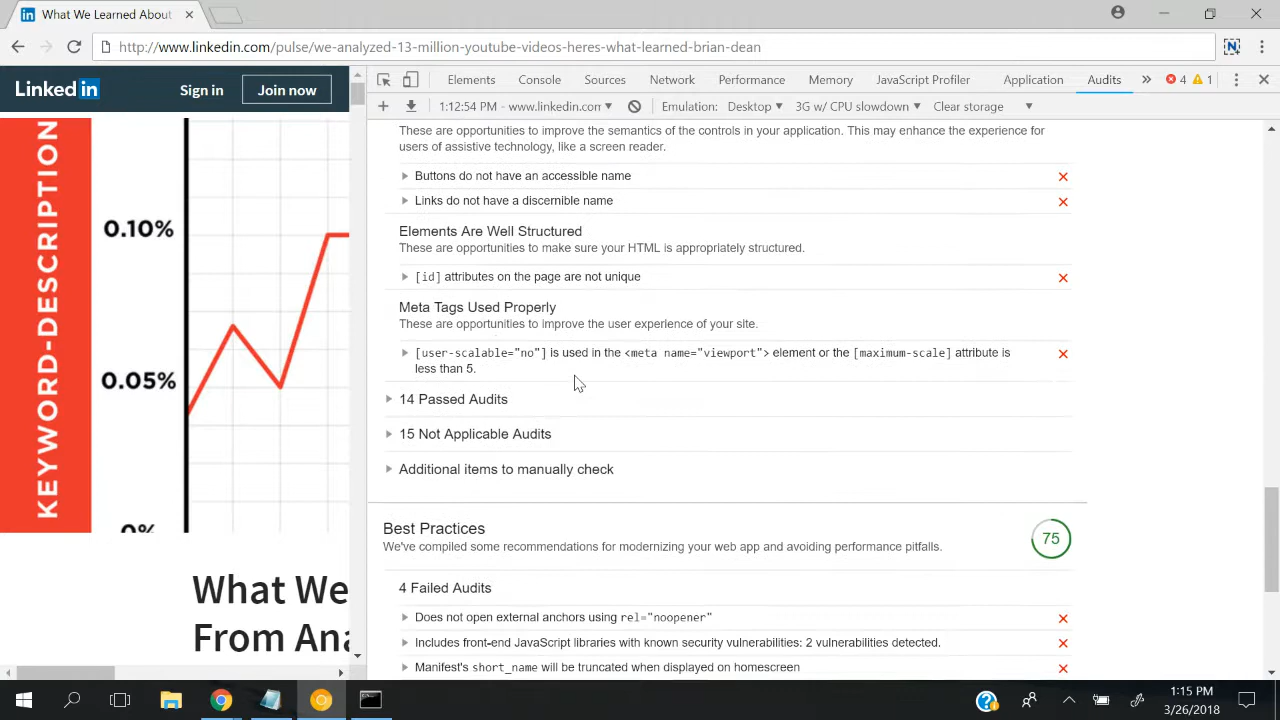 What We Learned About
http://www.linkedin.com/pulse/we-analyzed-13-million-youtube-videos-heres-what-learned-brian-dean
Linked in
Sign in
Join now
Elements Console Sources Network Performance Memory JavaScript Profiler Application Audits » 4 1
1:12:54 PM - www.linkedin.com Emulation: Desktop 3G w/ CPU slowdown Clear storage
KEYWORD-DESCRIPTION
0.10%
0.05%
0%
What We
From Ana
These are opportunities to improve the semantics of the controls in your application. This may enhance the experience for
users of assistive technology, like a screen reader.
Buttons do not have an accessible name
Links do not have a discernible name
Elements Are Well Structured
These are opportunities to make sure your HTML is appropriately structured.
[id] attributes on the page are not unique
Meta Tags Used Properly
These are opportunities to improve the user experience of your site.
[user-scalable="no"] is used in the <meta name="viewport"> element or the [maximum-scale] attribute is
less than 5.
14 Passed Audits
15 Not Applicable Audits
Additional items to manually check
Best Practices
We've compiled some recommendations for modernizing your web app and avoiding performance pitfalls.
75
4 Failed Audits
Does not open external anchors using rel="noopener"
Includes front-end JavaScript libraries with known security vulnerabilities: 2 vulnerabilities detected.
Manifest's short_name will be truncated when displayed on homescreen
1:15 PM
3/26/2018